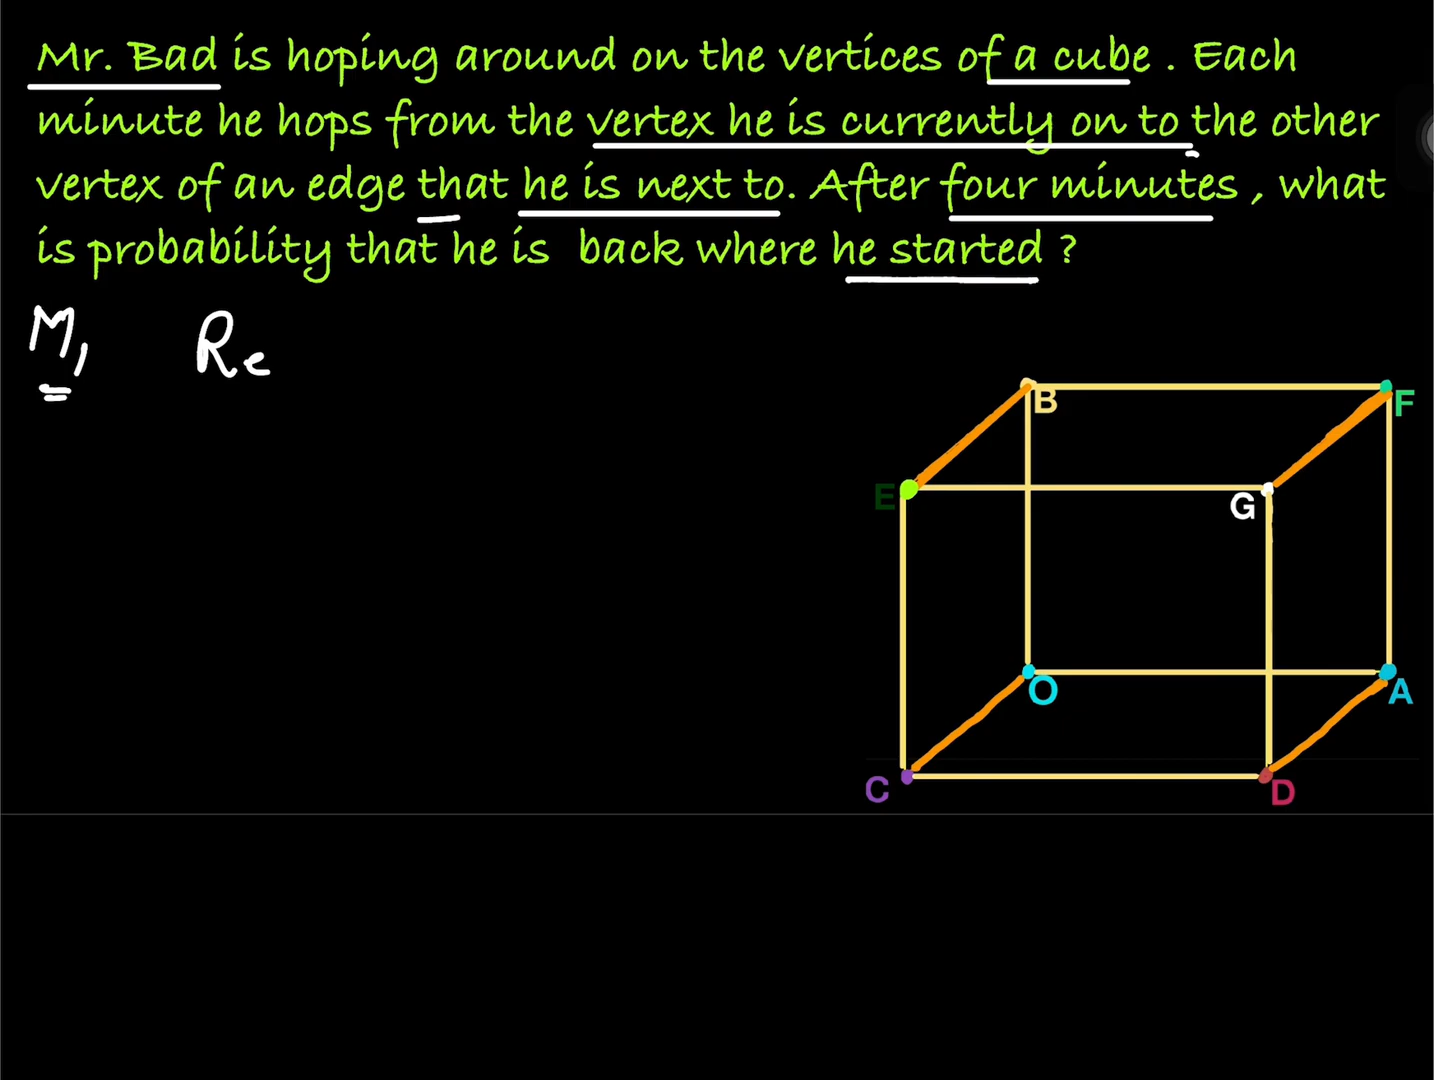 Mr. Bad is hoping around on the vertices of a cube . Each
minute he hops from the vertex he is currently on to the other
vertex of an edge that he is next to. After four minutes , what
is probability that he is back where he started ?
M, Re
B
F
E
G
O
A
C
D